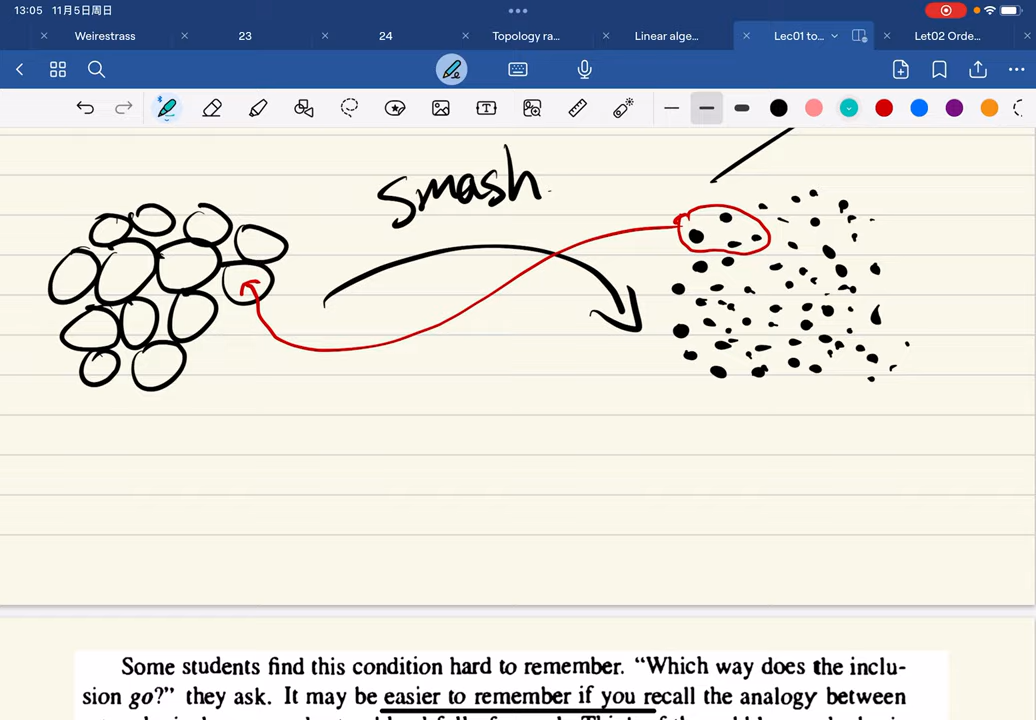 13:05 11月5日周日
Weirestrass
23
24
Topology ra...
Linear alge...
Lec01 to...
Let02 Orde...
smash
Some students find this condition hard to remember. “Which way does the inclu-
sion go?” they ask. It may be easier to remember if you recall the analogy between